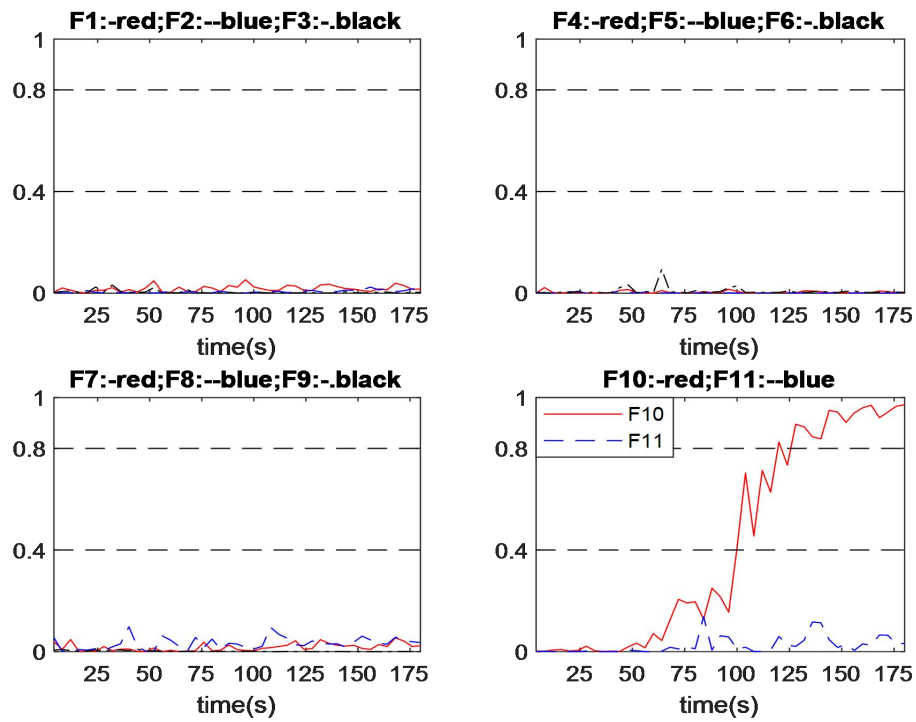 F1:-red;F2:--blue;F3:-.black
1
0.8
0.4
0
25 50 75 100 125 150 175
time(s)
F4:-red;F5:--blue;F6:-.black
1
0.8
0.4
0
25 50 75 100 125 150 175
time(s)
F7:-red;F8:--blue;F9:-.black
1
0.8
0.4
0
25 50 75 100 125 150 175
time(s)
F10:-red;F11:--blue
1
0.8
0.4
0
F10
F11
25 50 75 100 125 150 175
time(s)